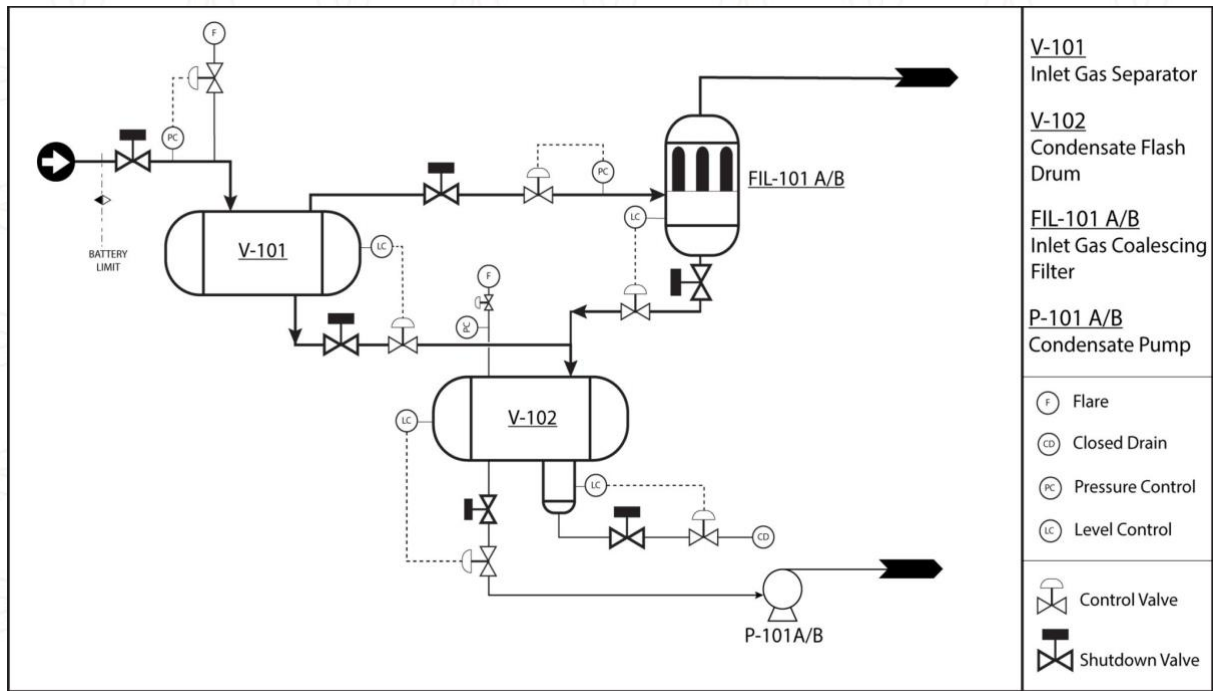 F
PC
BATTERY
LIMIT
V-101
LC
PC
LC
FIL-101 A/B
F
PC
LC
V-102
LC
CD
P-101A/B
V-101
Inlet Gas Separator
V-102
Condensate Flash
Drum
FIL-101 A/B
Inlet Gas Coalescing
Filter
P-101 A/B
Condensate Pump
F Flare
CD Closed Drain
PC Pressure Control
LC Level Control
Control Valve
Shutdown Valve